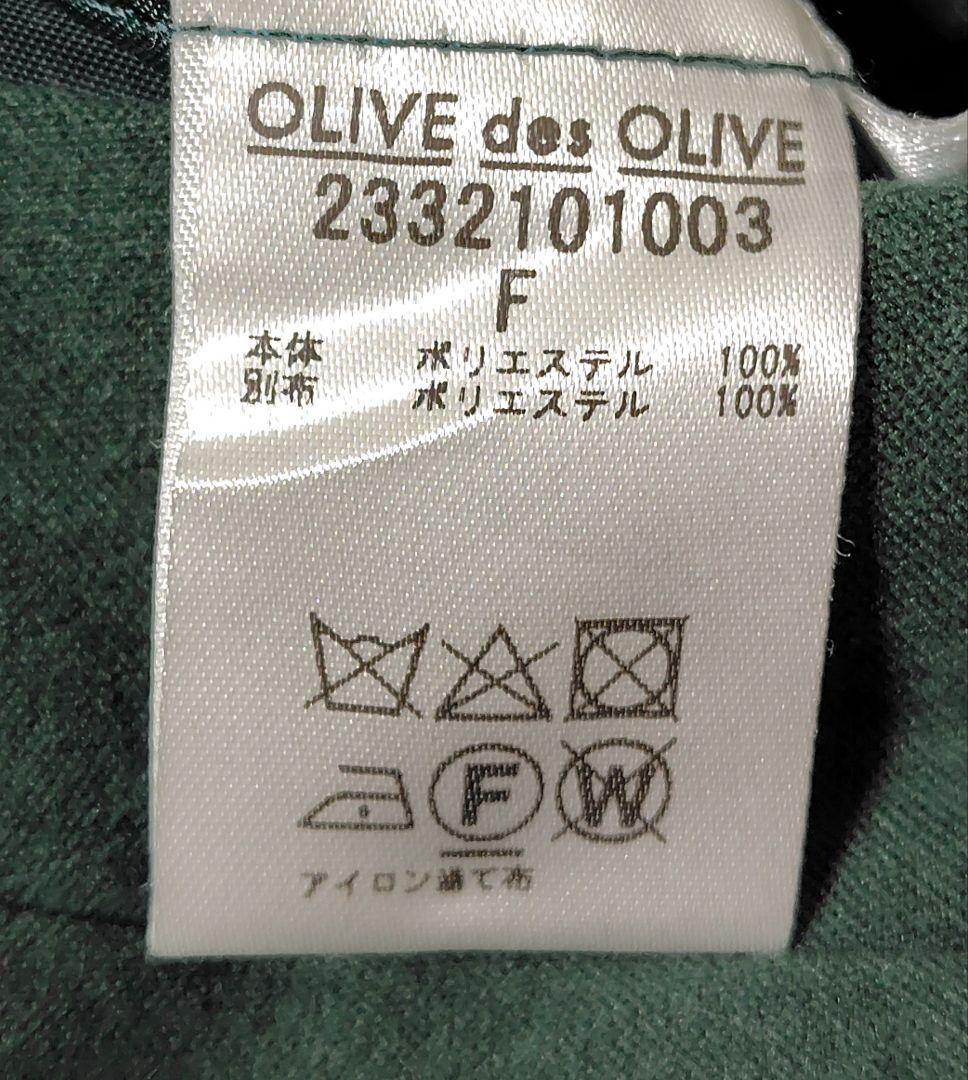 OLIVE des OLIVE
2332101003
F
本体 ポリエステル 100%
別布 ポリエステル 100%
F W
アイロン当て布